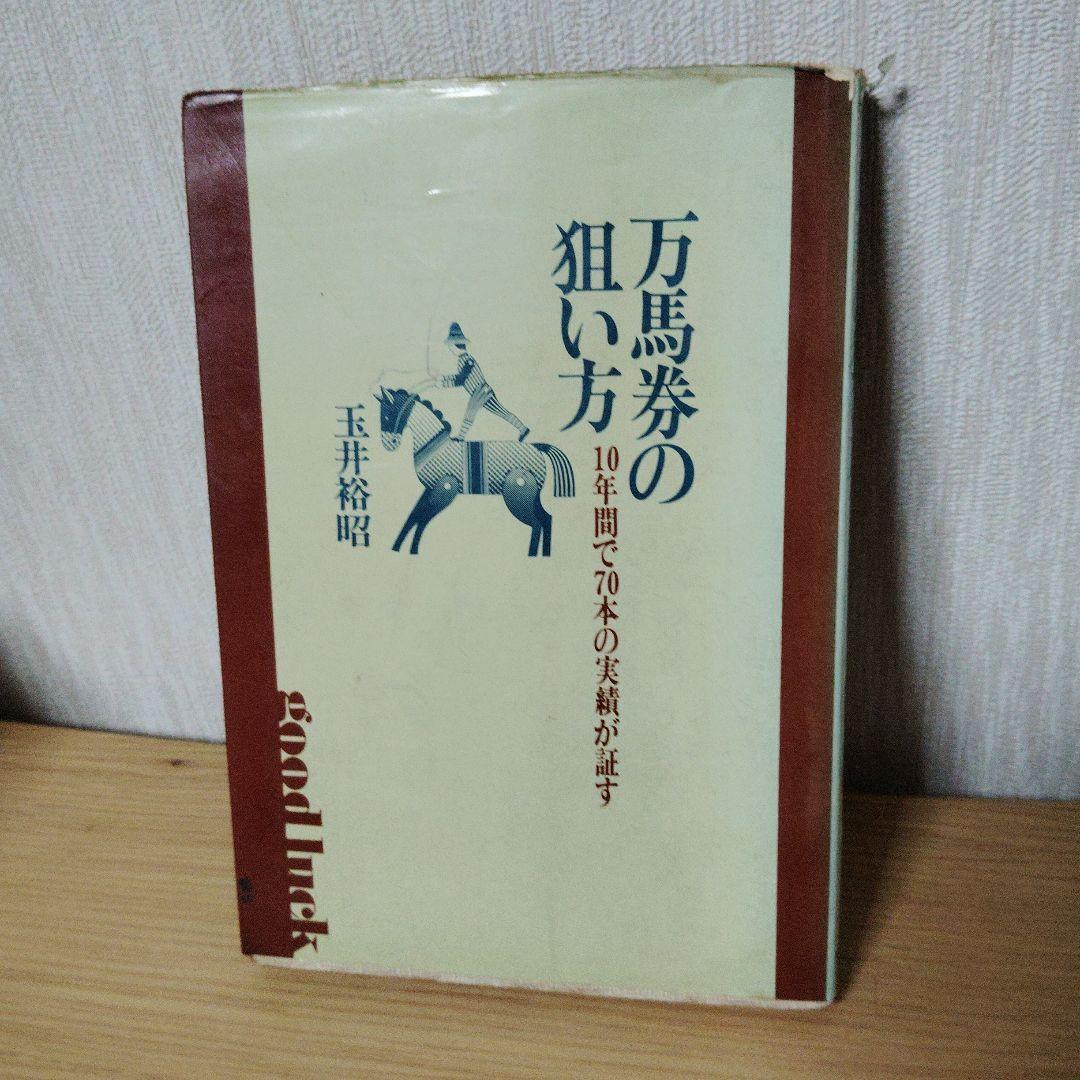 万馬券の
狙い方
10年間で70本の実績が証す
玉井裕昭
good luck